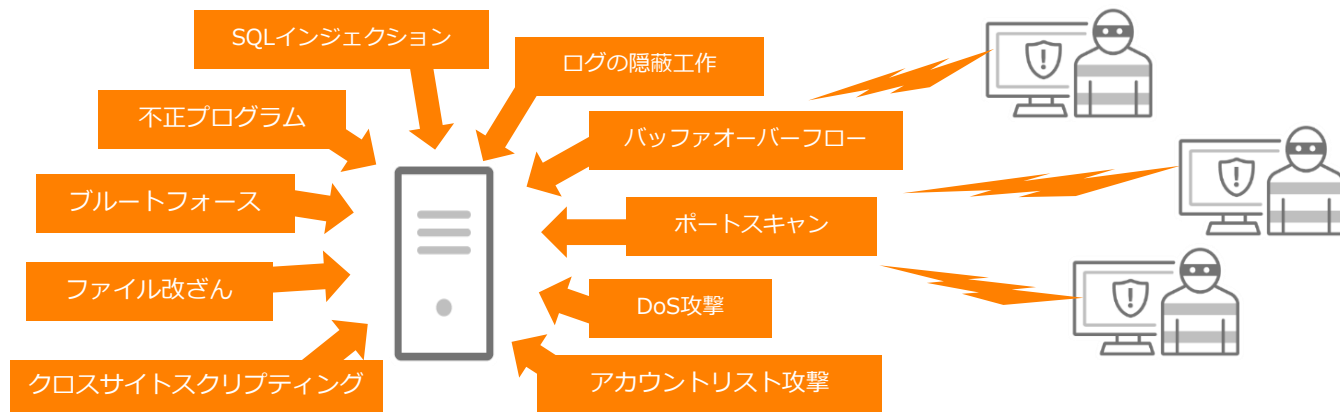 SQLインジェクション
ログの隠蔽工作
不正プログラム
バッファオーバーフロー
ブルートフォース
ポートスキャン
ファイル改ざん
DoS攻撃
クロスサイトスクリプティング
アカウントリスト攻撃